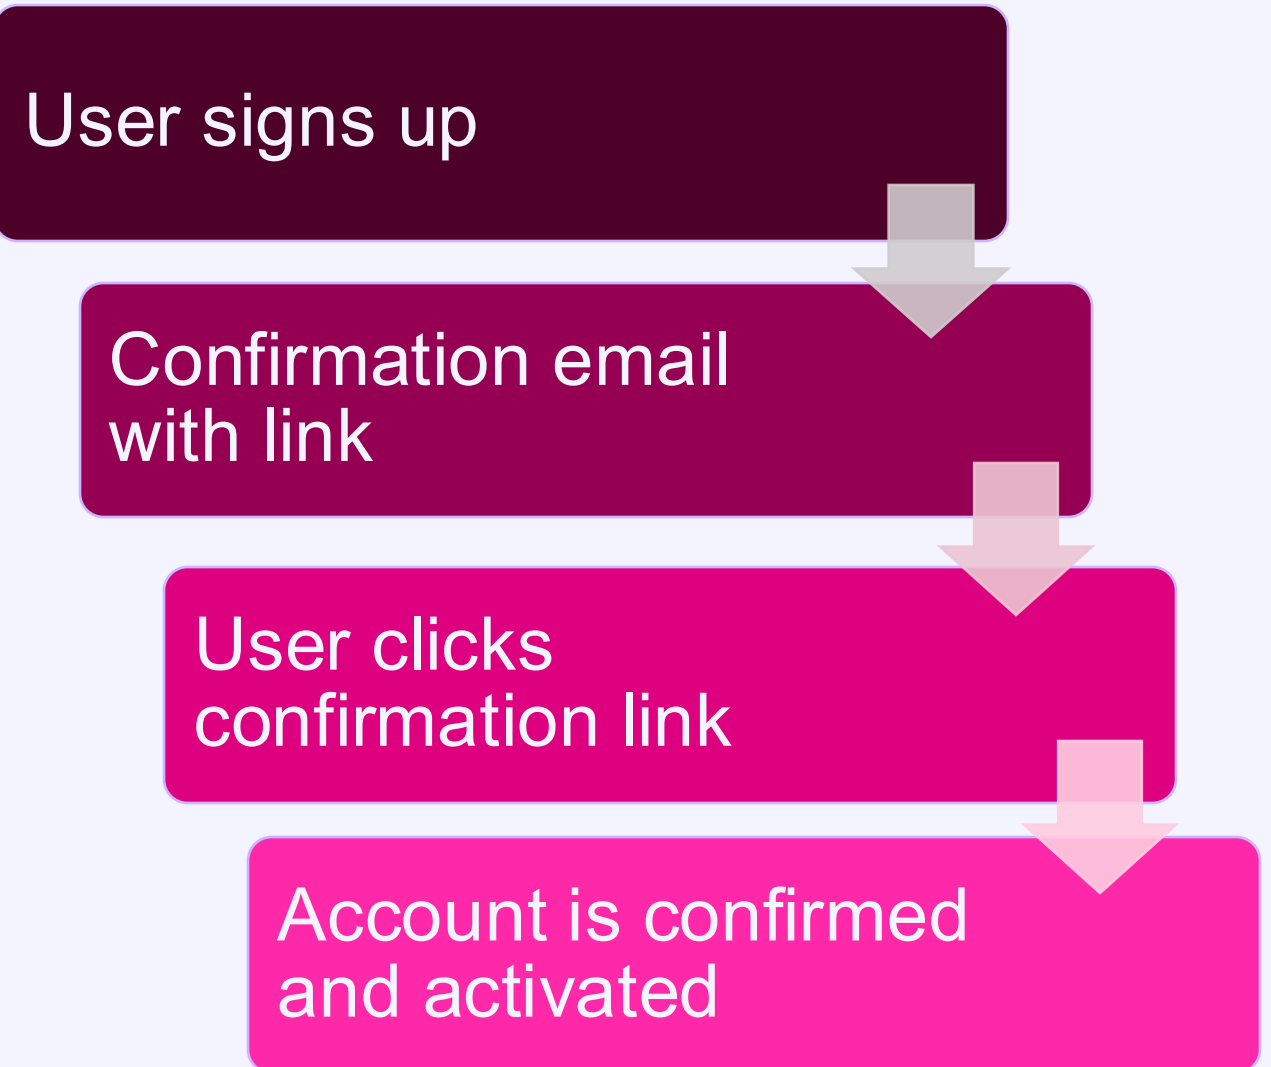 User signs up
Confirmation email
with link
User clicks
confirmation link
Account is confirmed
and activated